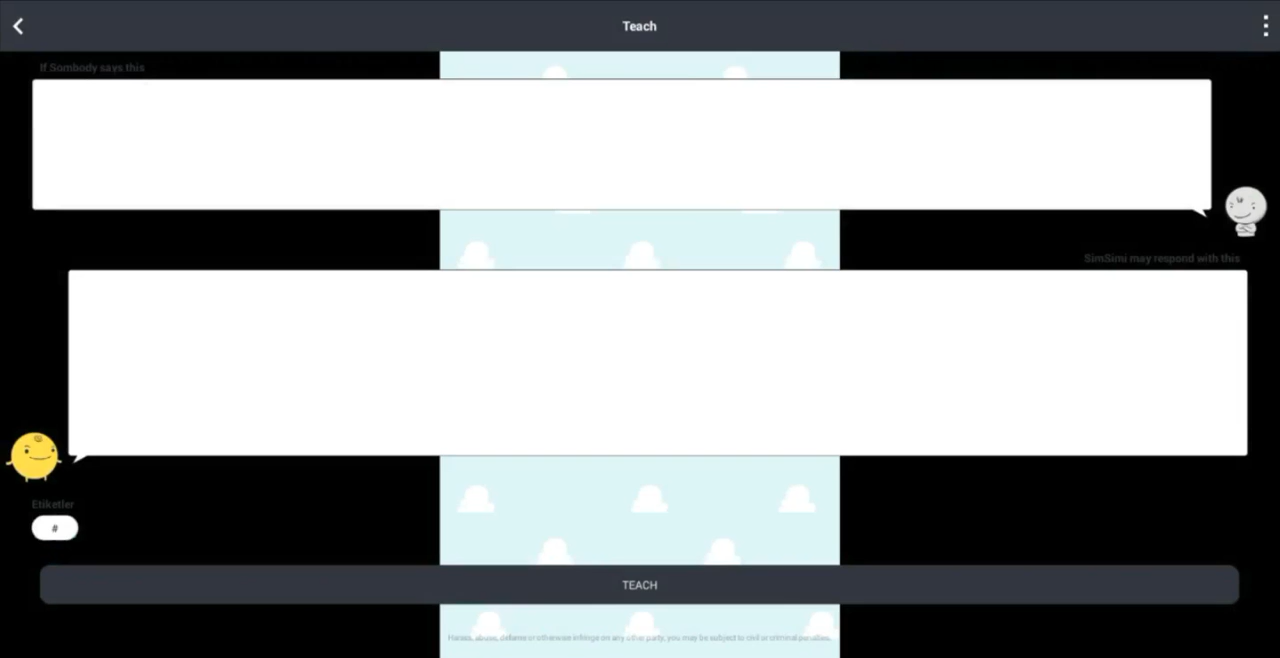 Teach
If Sombody says this
SimSimi may respond with this
Etiketler
#
TEACH
Harass, abuse, defame or otherwise infringe on any other party, you may be subject to civil or criminal penalties.